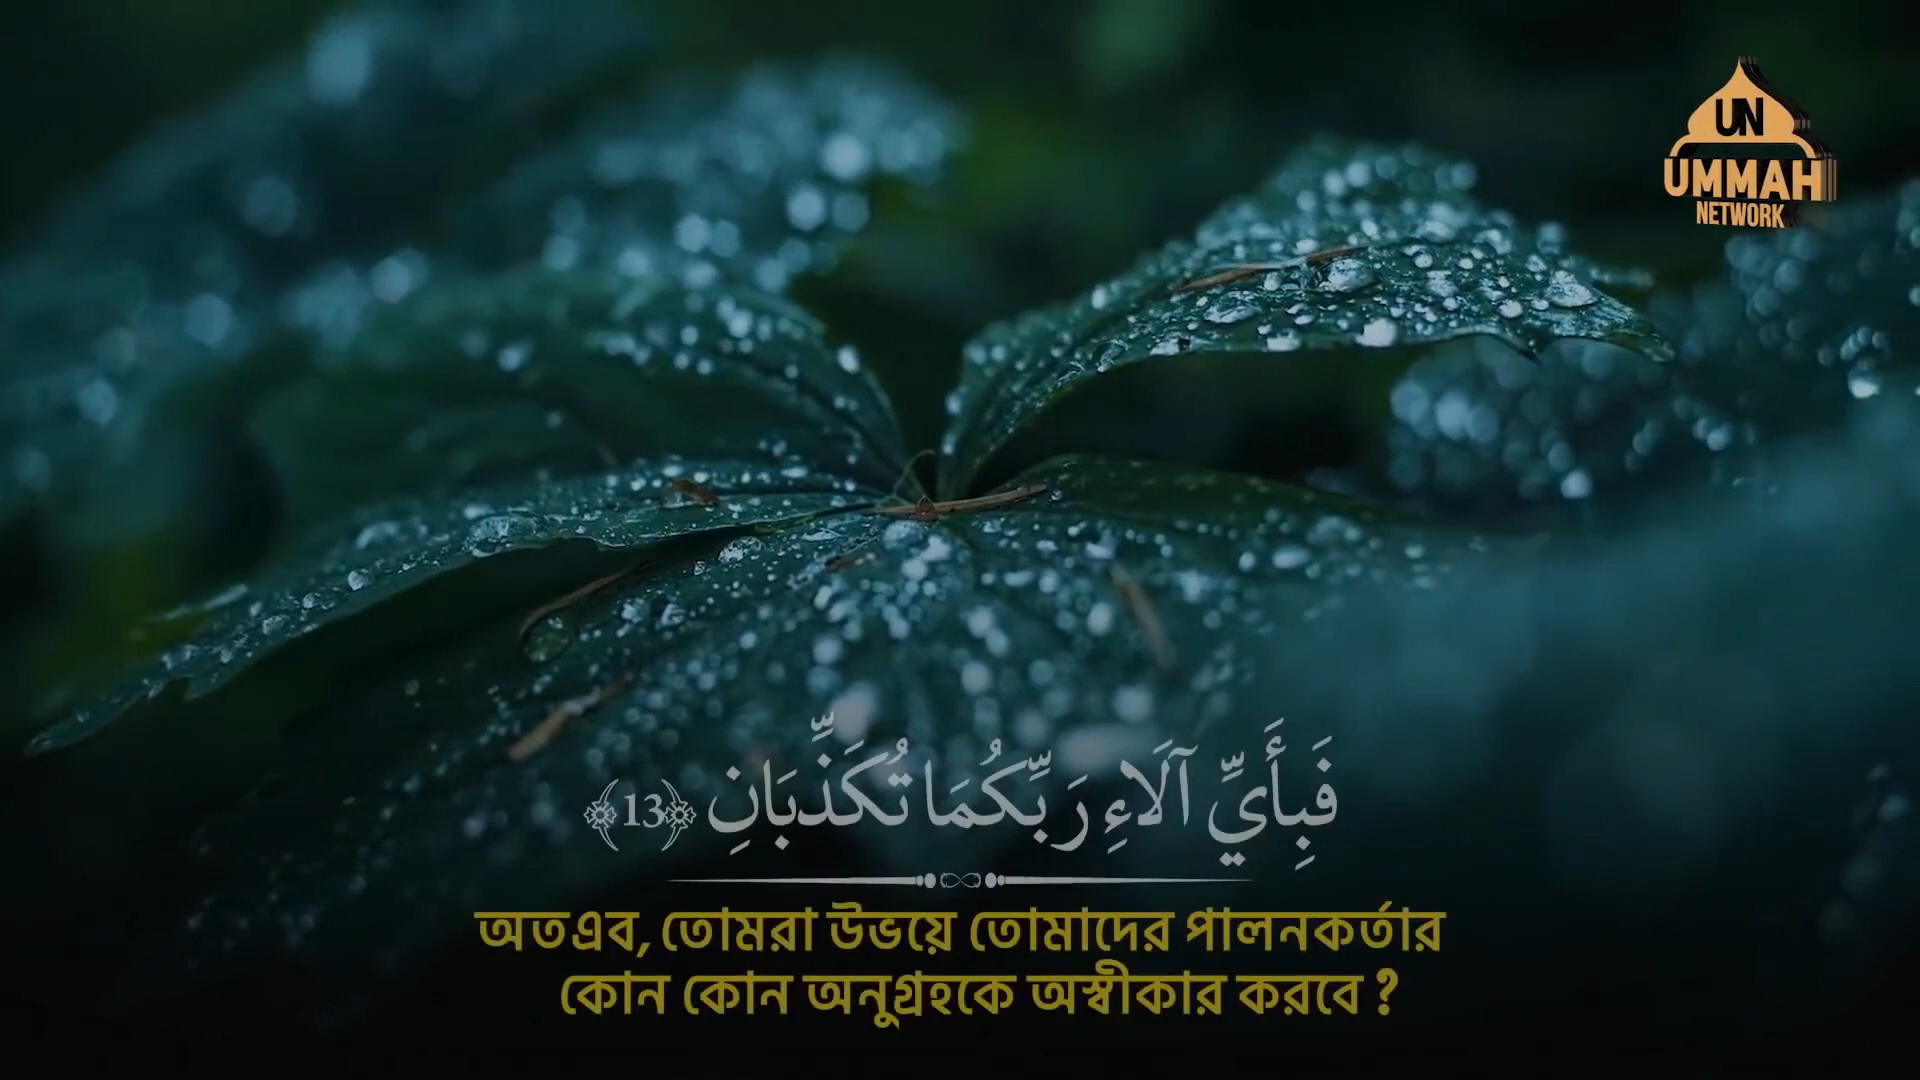 UN
UMMAH
NETWORK
فَبِأَيِّ آلَاءِ رَبِّكُمَا تُكَذِّبَانِ ﴿13﴾
অতএব, তোমরা উভয়ে তোমাদের পালনকর্তার
কোন কোন অনুগ্রহকে অস্বীকার করবে ?